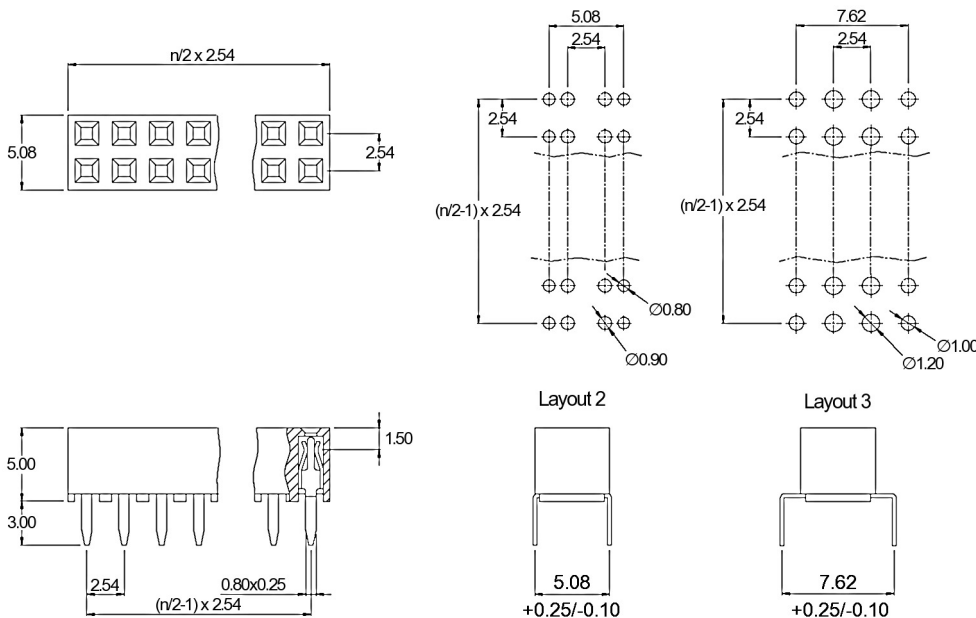 n/2 x 2.54
5.08
2.54
5.08
2.54
2.54
(n/2-1) x 2.54
Ø0.80
Ø0.90
7.62
2.54
2.54
(n/2-1) x 2.54
Ø1.00
Ø1.20
5.00
3.00
2.54
0.80x0.25
(n/2-1) x 2.54
1.50
Layout 2
5.08
+0.25/-0.10
Layout 3
7.62
+0.25/-0.10